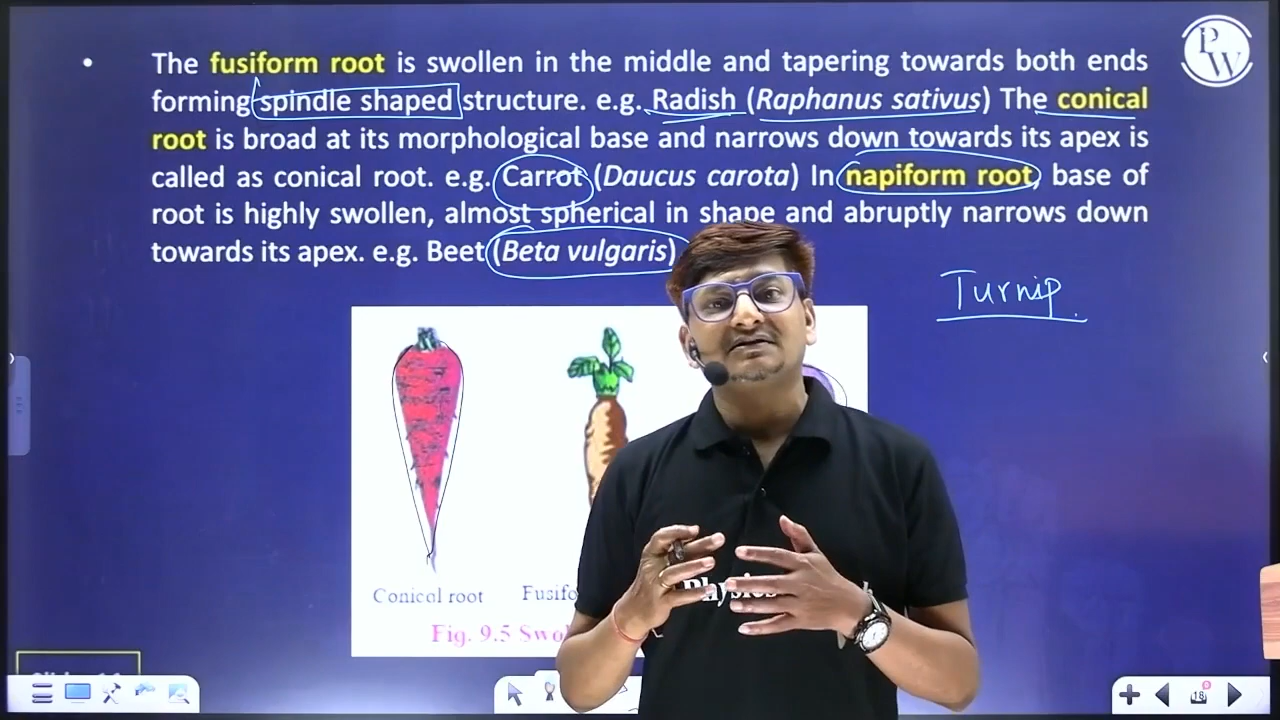 PW
The fusiform root is swollen in the middle and tapering towards both ends
forming spindle shaped structure. e.g. Radish (Raphanus sativus) The conical
root is broad at its morphological base and narrows down towards its apex is
called as conical root. e.g. Carrot (Daucus carota) In napiform root, base of
root is highly swollen, almost spherical in shape and abruptly narrows down
towards its apex. e.g. Beet (Beta vulgaris)
Turnip
Conical root Fusifo
Fig. 9.5 Swol
Physics
18